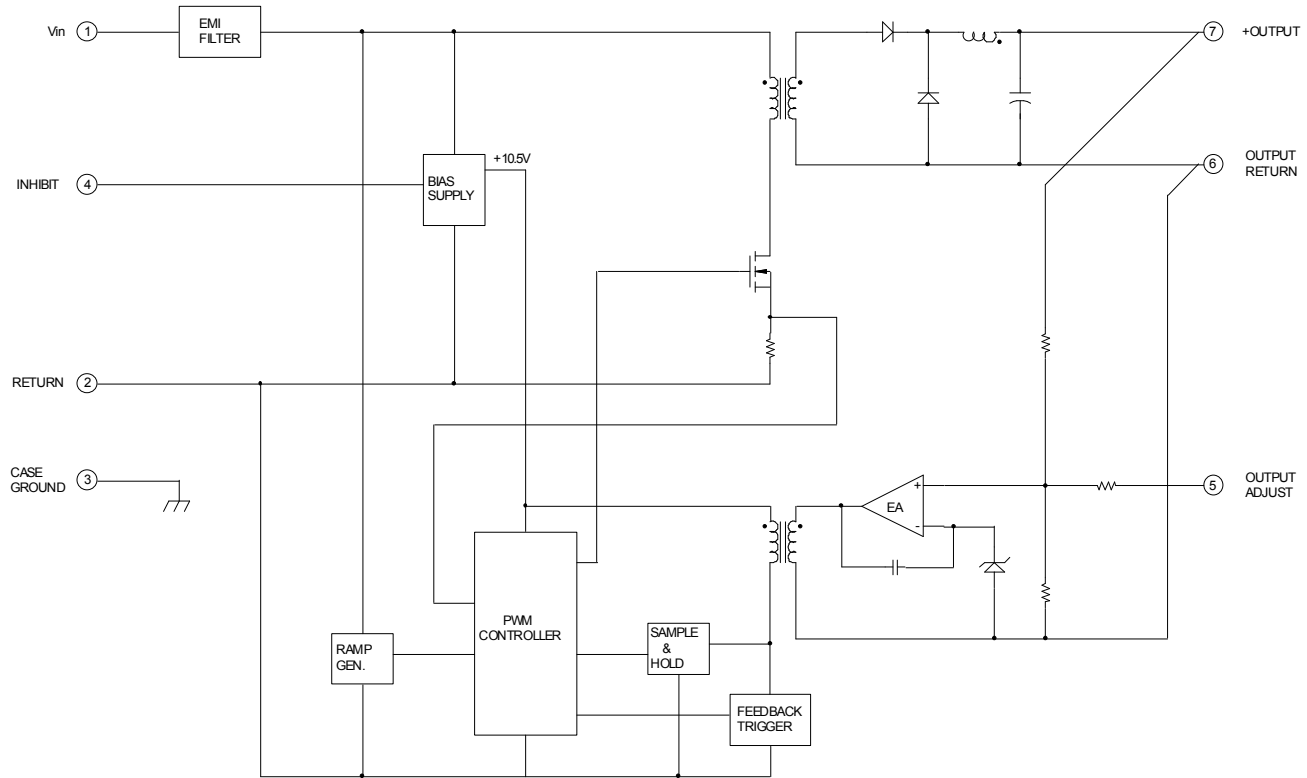 EMI
FILTER
Vin
1
7
+OUTPUT
+10.5V
INHIBIT
4
BIAS
SUPPLY
6
OUTPUT
RETURN
RETURN
2
CASE
GROUND
3
+
EA
-
5
OUTPUT
ADJUST
PWM
CONTROLLER
SAMPLE
&
HOLD
RAMP
GEN.
FEEDBACK
TRIGGER